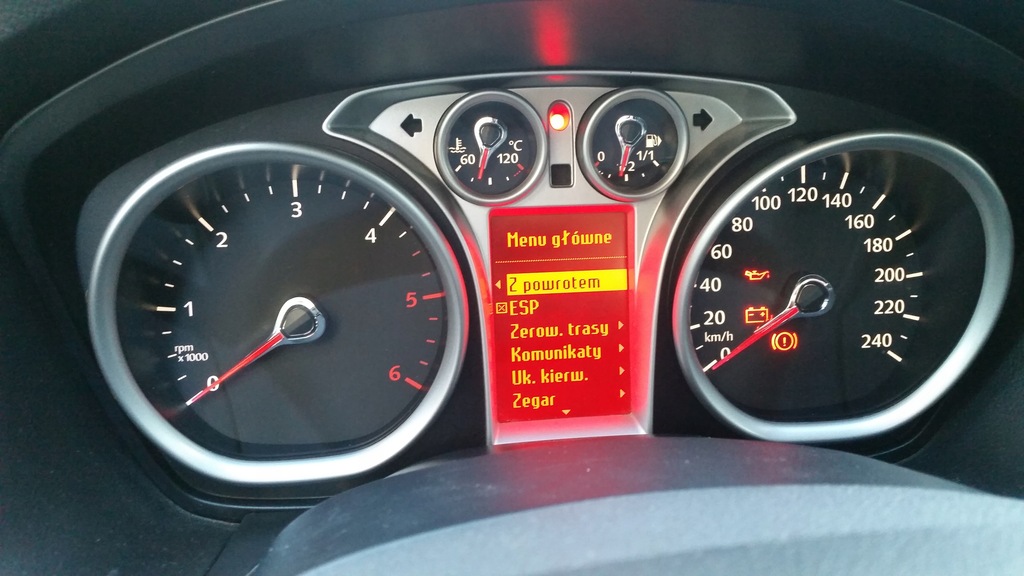 60 120 °C
0 1/2 1/1
Menu główne
Z powrotem
ESP
Zerow. trasy
Komunikaty
Uk. kierw.
Zegar
0 1 2 3 4 5 6
rpm
x 1000
0 20 40 60 80 100 120 140 160 180 200 220 240
km/h